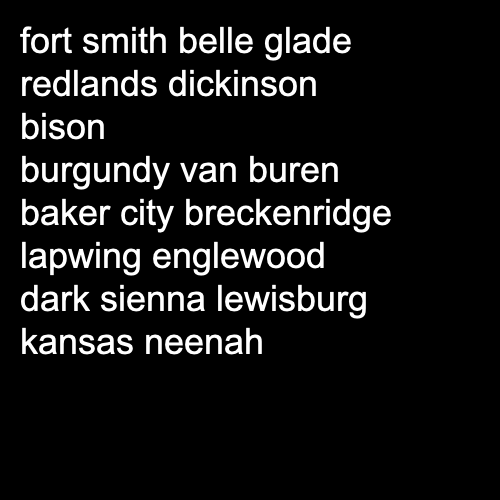 fort smith belle glade
redlands dickinson
bison
burgundy van buren
baker city breckenridge
lapwing englewood
dark sienna lewisburg
kansas neenah